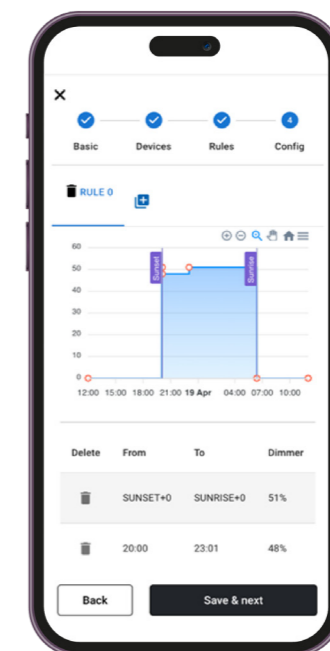 Basic Devices Rules 4 Config
RULE 0
60
50
40
30
20
10
0
Sunset
Sunrise
12:00 15:00 18:00 21:00 19 Apr 04:00 07:00 10:00
Delete From To Dimmer
SUNSET+0 SUNRISE+0 51%
20:00 23:01 48%
Back Save & next